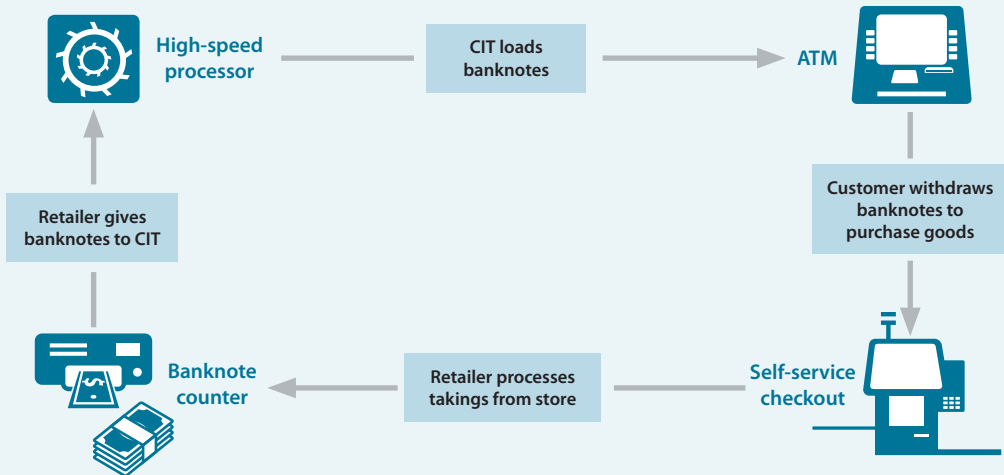 High-speed
processor
CIT loads
banknotes
ATM
Customer withdraws
banknotes to
purchase goods
Self-service
checkout
Retailer processes
takings from store
Banknote
counter
$
Retailer gives
banknotes to CIT